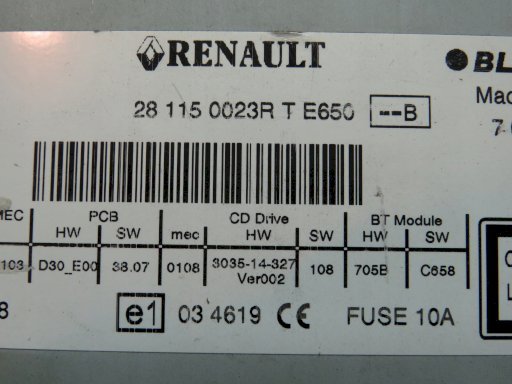 RENAULT
BL
28 115 0023R T E650 --B
Mad
MEC PCB CD Drive BT Module
HW SW mec HW SW HW SW
103 D30_E00 38.07 0108 3035-14-327 108 705B C658
Ver002
8 e1 03 4619 CE FUSE 10A